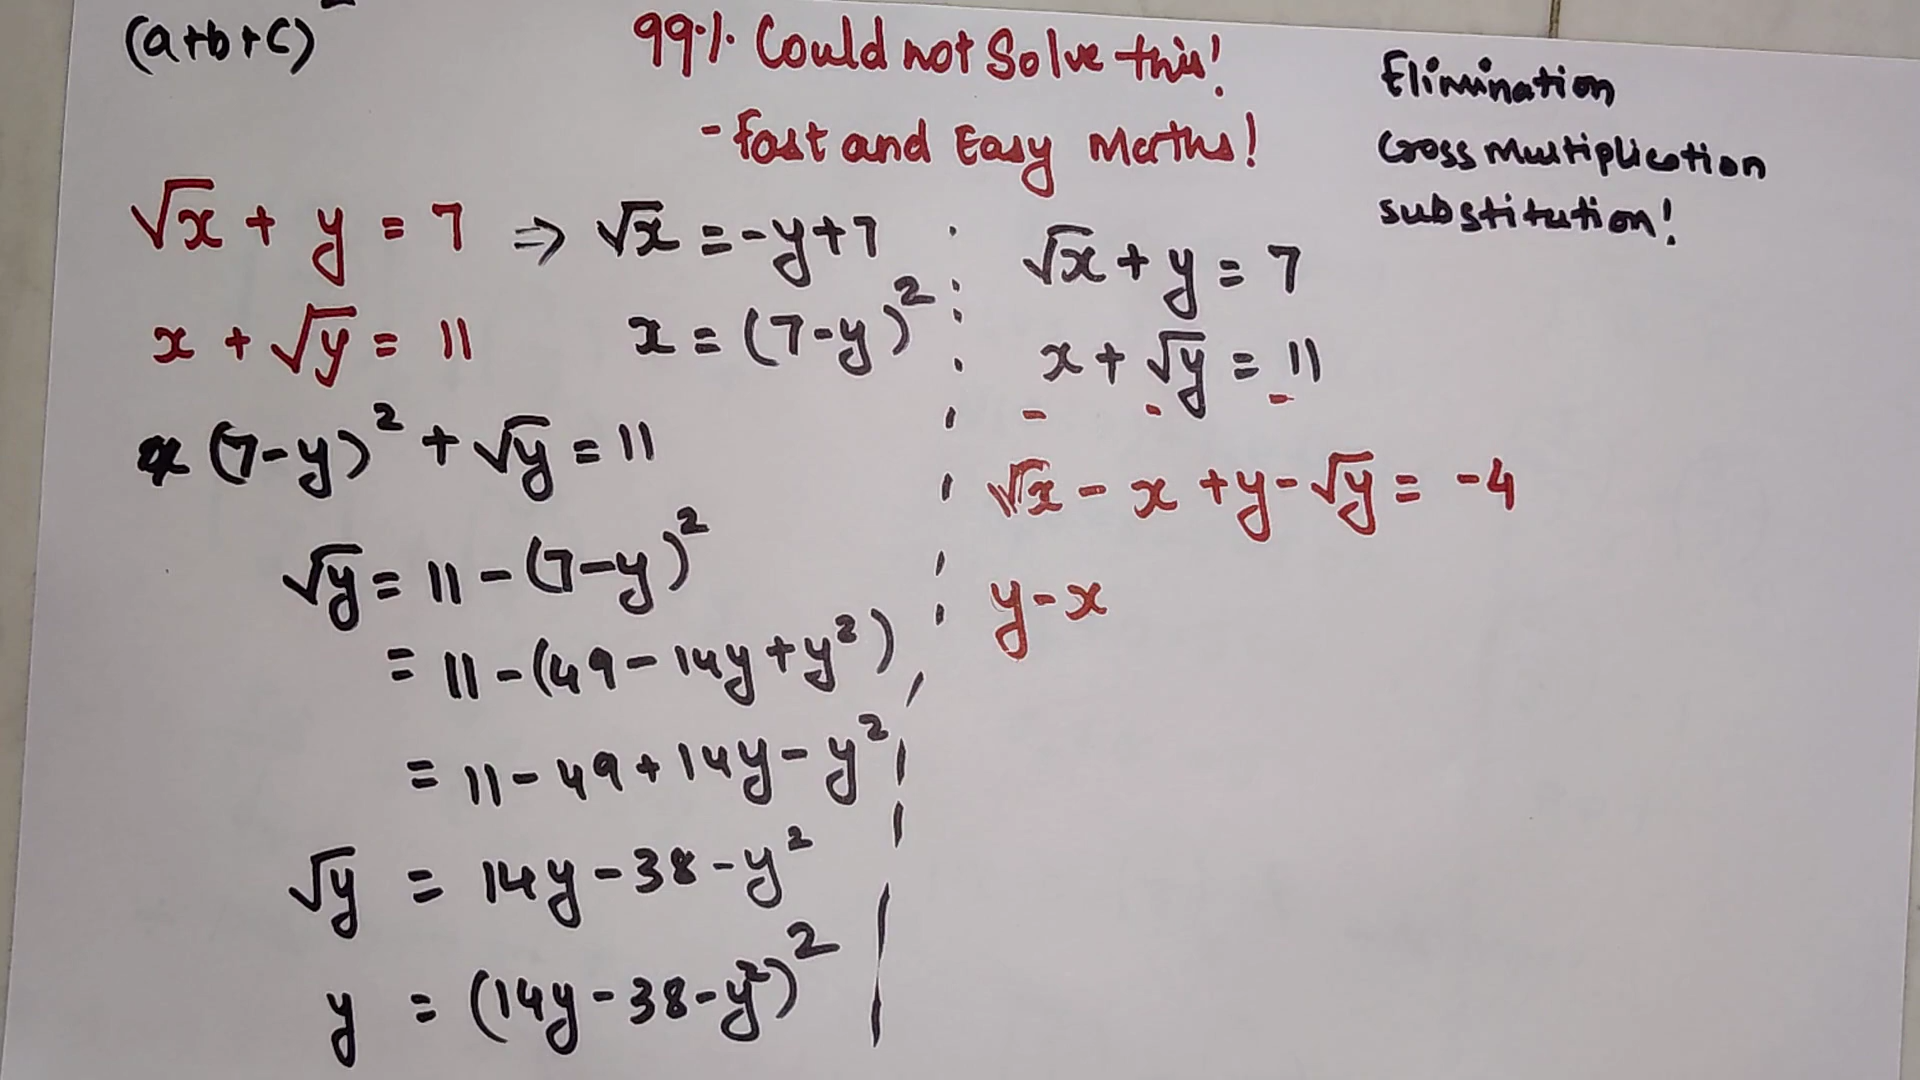 (a+b+c)
99% Could not Solve this!
- Fast and Easy Maths!
Elimination
Cross Multiplication
substitution!
√x + y = 7 ⇒ √x = -y+7
x + √y = 11
x = (7-y)²
(7-y)² + √y = 11
√y = 11 - (7-y)²
= 11 - (49 - 14y + y²)
= 11 - 49 + 14y - y²
√y = 14y - 38 - y²
y = (14y - 38 - y²)²
√x + y = 7
x + √y = 11
- - -
√x - x + y - √y = -4
y - x